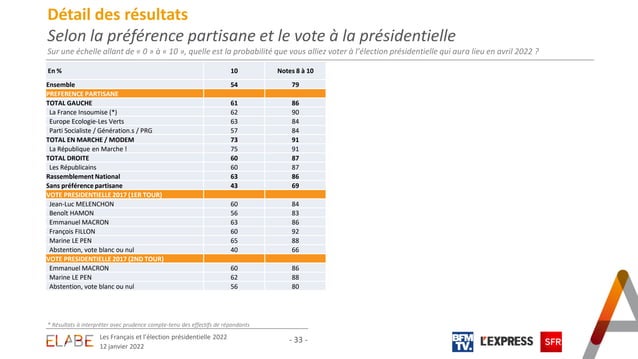 Détail des résultats
Selon la préférence partisane et le vote à la présidentielle
Sur une échelle allant de « 0 » à « 10 », quelle est la probabilité que vous alliez voter à l'élection présidentielle qui aura lieu en avril 2022 ?
En % 10 Notes 8 à 10
Ensemble 54 79
PREFERENCE PARTISANE
TOTAL GAUCHE 61 86
La France Insoumise (*) 62 90
Europe Ecologie-Les Verts 63 84
Parti Socialiste / Génération.s / PRG 57 84
TOTAL EN MARCHE / MODEM 73 91
La République en Marche ! 75 91
TOTAL DROITE 60 87
Les Républicains 60 87
Rassemblement National 63 86
Sans préférence partisane 43 69
VOTE PRESIDENTIELLE 2017 (1ER TOUR)
Jean-Luc MELENCHON 60 84
Benoît HAMON 56 83
Emmanuel MACRON 63 86
François FILLON 60 92
Marine LE PEN 65 88
Abstention, vote blanc ou nul 40 66
VOTE PRESIDENTIELLE 2017 (2ND TOUR)
Emmanuel MACRON 60 86
Marine LE PEN 62 88
Abstention, vote blanc ou nul 56 80
* Résultats à interpréter avec prudence compte-tenu des effectifs de répondants
ELABE
Les Français et l'élection présidentielle 2022
12 janvier 2022
- 33 -
BFM TV.
L'EXPRESS
SFR